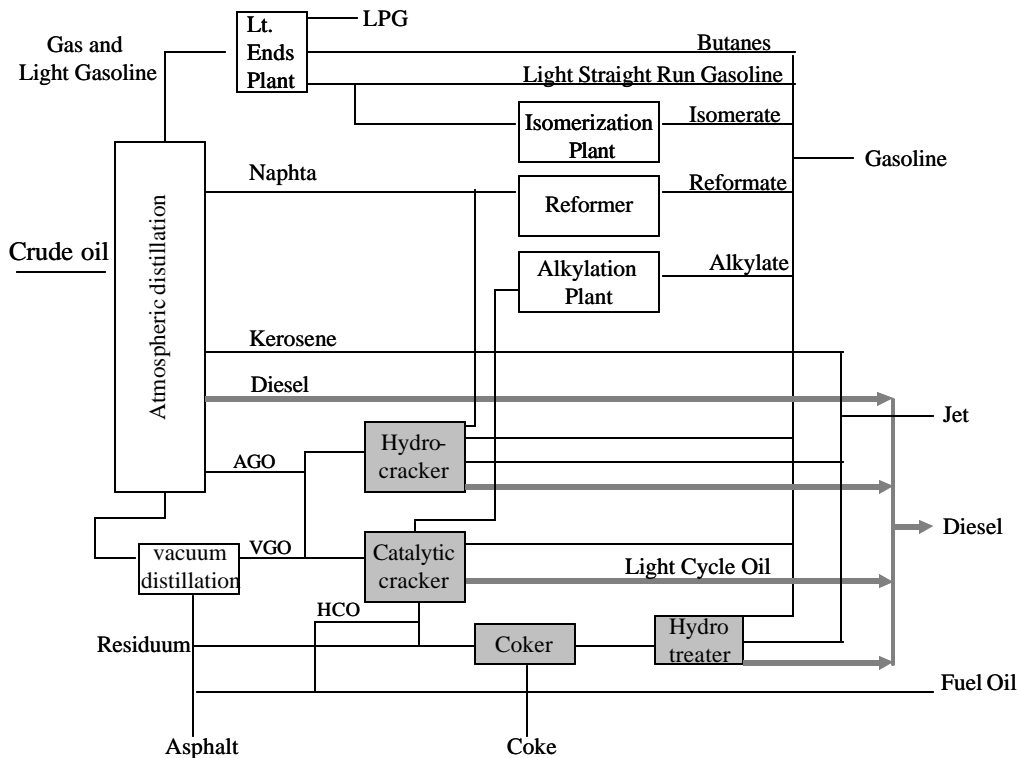 Lt.
Ends
Plant
LPG
Gas and
Light Gasoline
Butanes
Light Straight Run Gasoline
Isomerization
Plant
Isomerate
Gasoline
Naphta
Reformer
Reformate
Crude oil
Atmospheric distillation
Alkylation
Plant
Alkylate
Kerosene
Diesel
Jet
Hydro-
cracker
AGO
Diesel
vacuum
distillation
VGO
Catalytic
cracker
Light Cycle Oil
HCO
Residuum
Coker
Hydro
treater
Fuel Oil
Asphalt
Coke